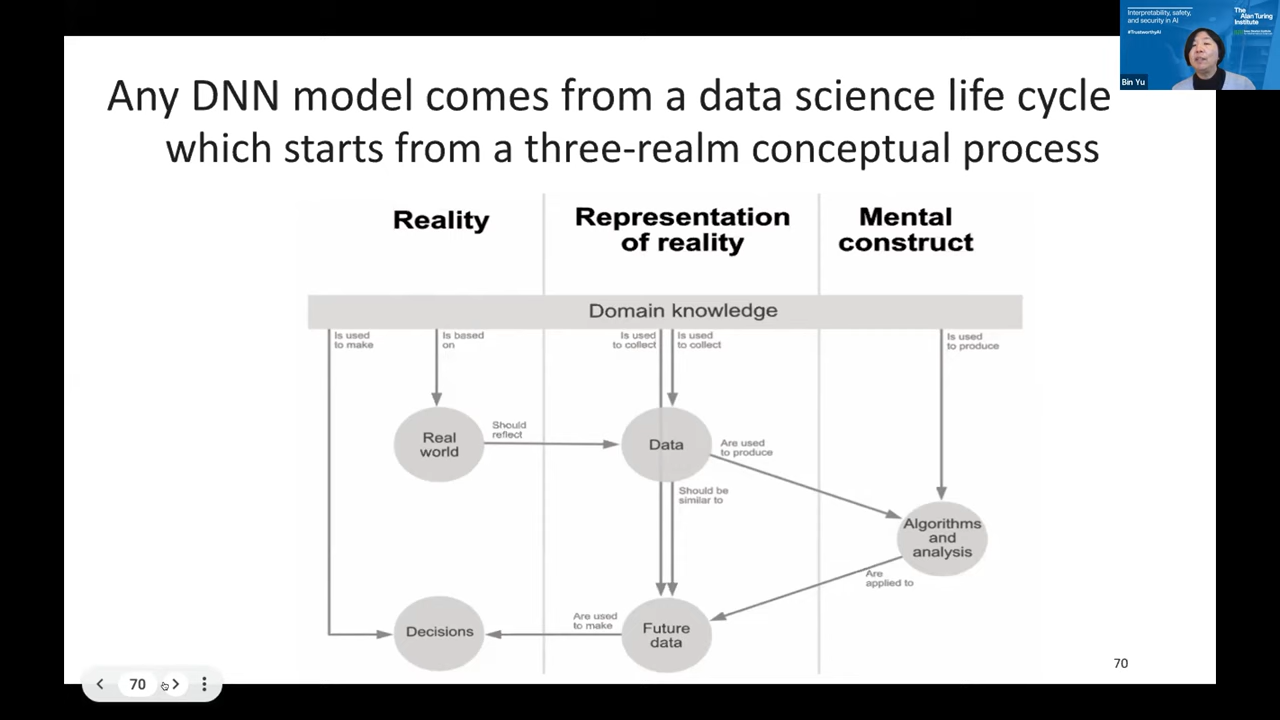 Any DNN model comes from a data science life cycle
which starts from a three-realm conceptual process
Reality
Representation
of reality
Mental
construct
Domain knowledge
Is used
to make
Is based
on
Is used
to collect
Is used
to collect
Is used
to produce
Real
world
Should
reflect
Data
Are used
to produce
Should be
similar to
Algorithms
and
analysis
Are
applied to
Decisions
Are used
to make
Future
data
70
70
Interpretability, safety,
and security in AI
#TrustworthyAI
The
Alan Turing
Institute
Bin Yu